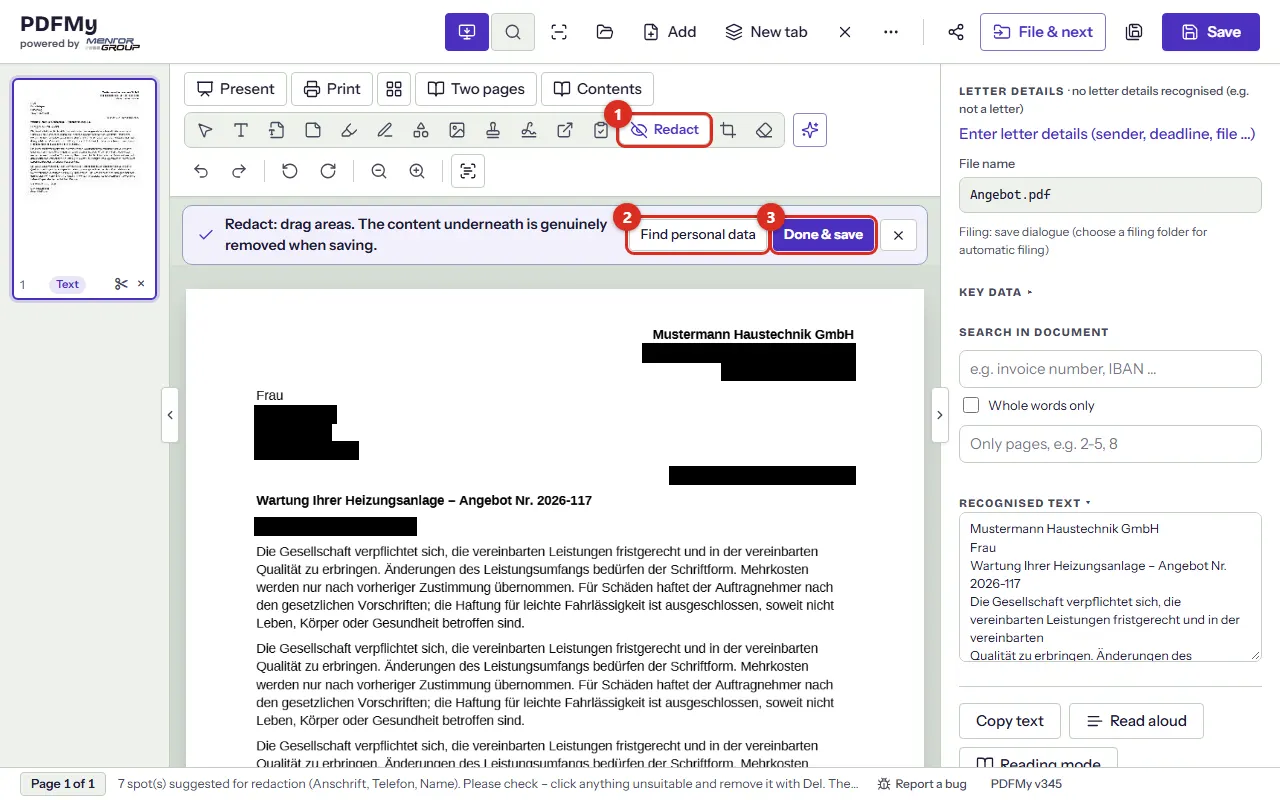 PDFMy
powered by MENTOR GROUP
Add
New tab
File & next
Save
Present
Print
Two pages
Contents
1
Redact
2
3
Redact: drag areas. The content underneath is genuinely
removed when saving.
Find personal data
Done & save
1
Text
Mustermann Haustechnik GmbH
Frau
Wartung Ihrer Heizungsanlage – Angebot Nr. 2026-117
Die Gesellschaft verpflichtet sich, die vereinbarten Leistungen fristgerecht und in der vereinbarten
Qualität zu erbringen. Änderungen des Leistungsumfangs bedürfen der Schriftform. Mehrkosten
werden nur nach vorheriger Zustimmung übernommen. Für Schäden haftet der Auftragnehmer nach
den gesetzlichen Vorschriften; die Haftung für leichte Fahrlässigkeit ist ausgeschlossen, soweit nicht
Leben, Körper oder Gesundheit betroffen sind.
Die Gesellschaft verpflichtet sich, die vereinbarten Leistungen fristgerecht und in der vereinbarten
Qualität zu erbringen. Änderungen des Leistungsumfangs bedürfen der Schriftform. Mehrkosten
werden nur nach vorheriger Zustimmung übernommen. Für Schäden haftet der Auftragnehmer nach
den gesetzlichen Vorschriften; die Haftung für leichte Fahrlässigkeit ist ausgeschlossen, soweit nicht
Leben, Körper oder Gesundheit betroffen sind.
Die Gesellschaft verpflichtet sich, die vereinbarten Leistungen fristgerecht und in der vereinbarten
Qualität zu erbringen. Änderungen des Leistungsumfangs bedürfen der Schriftform. Mehrkosten
LETTER DETAILS · no letter details recognised (e.g.
not a letter)
Enter letter details (sender, deadline, file …)
File name
Angebot.pdf
Filing: save dialogue (choose a filing folder for
automatic filing)
KEY DATA
SEARCH IN DOCUMENT
e.g. invoice number, IBAN …
Whole words only
Only pages, e.g. 2–5, 8
RECOGNISED TEXT
Mustermann Haustechnik GmbH
Frau
Wartung Ihrer Heizungsanlage – Angebot Nr.
2026-117
Die Gesellschaft verpflichtet sich, die
vereinbarten Leistungen fristgerecht und in der
vereinbarten
Qualität zu erbringen. Änderungen des
Copy text
Read aloud
Reading mode
Page 1 of 1
7 spot(s) suggested for redaction (Anschrift, Telefon, Name). Please check – click anything unsuitable and remove it with Del. The…
Report a bug
PDFMy v345